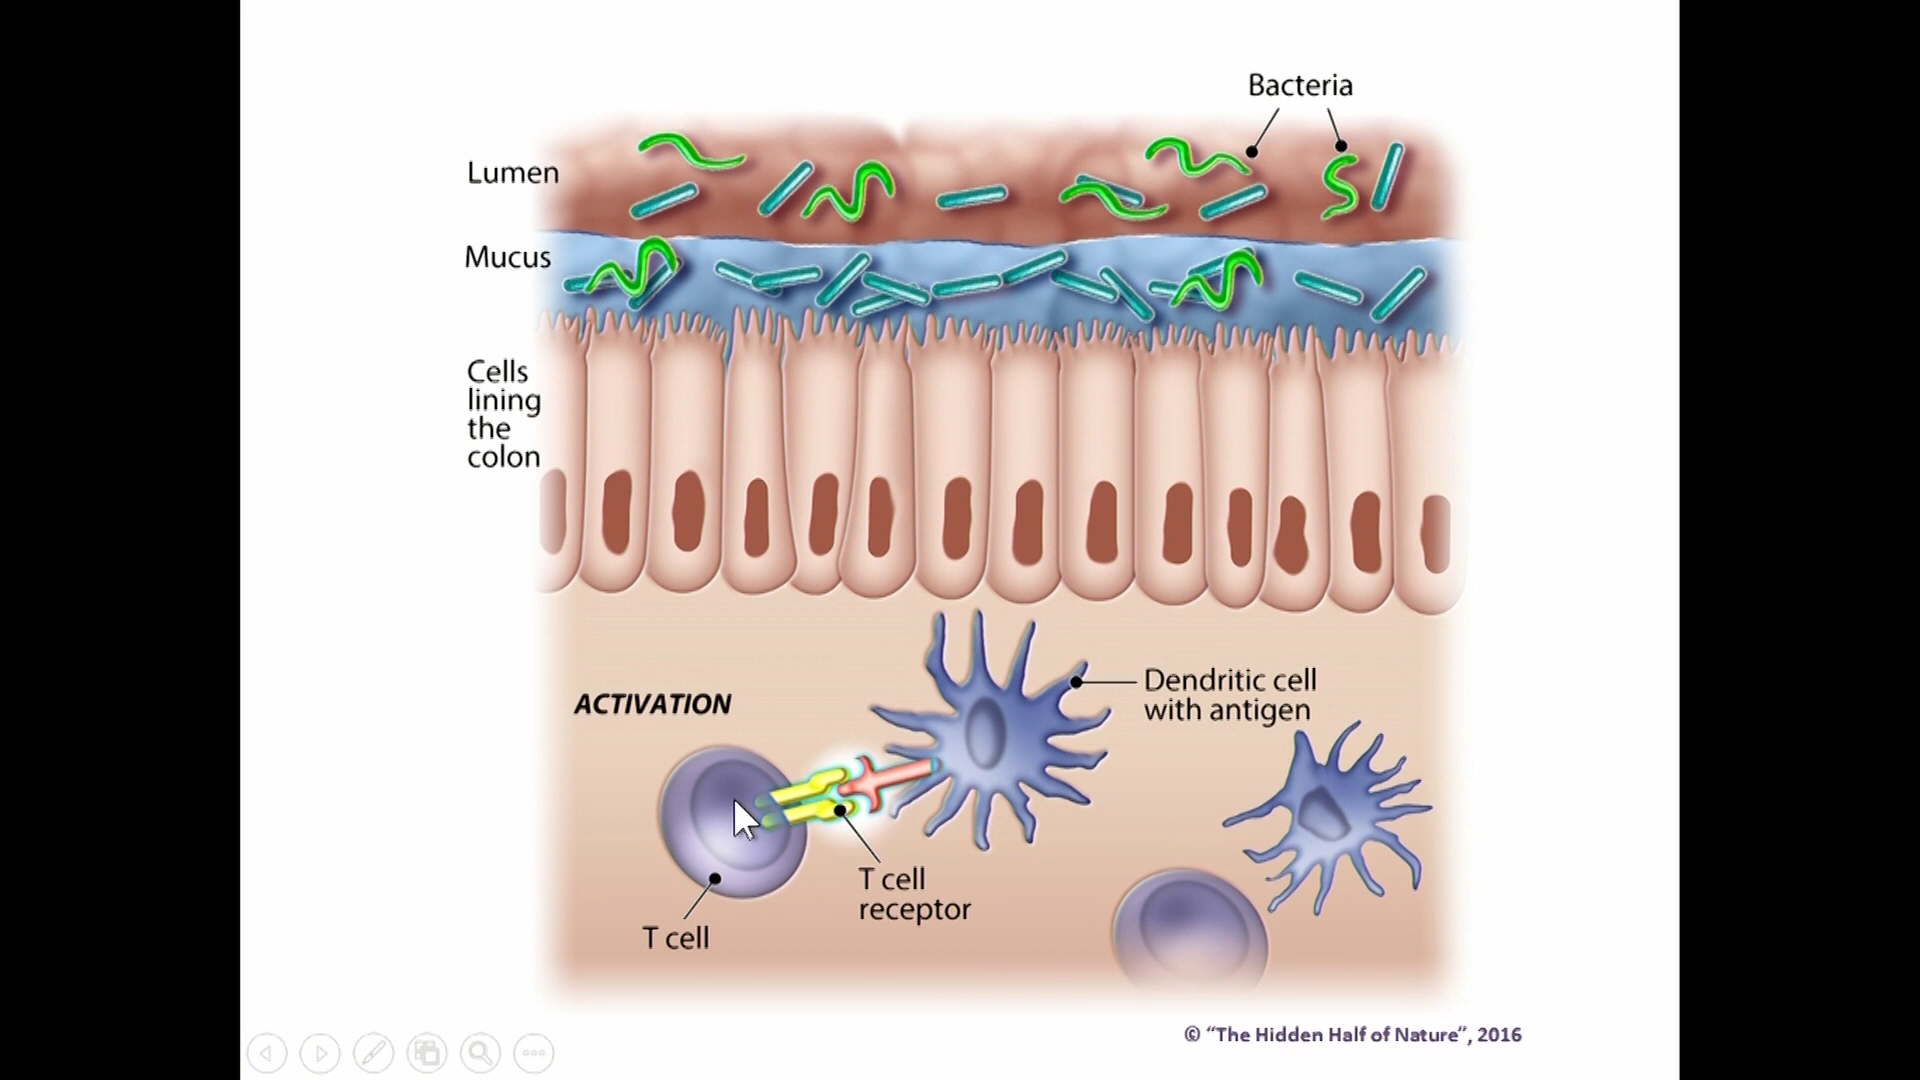 Bacteria
Lumen
Mucus
Cells
lining
the
colon
ACTIVATION
Dendritic cell
with antigen
T cell
receptor
T cell
© “The Hidden Half of Nature”, 2016